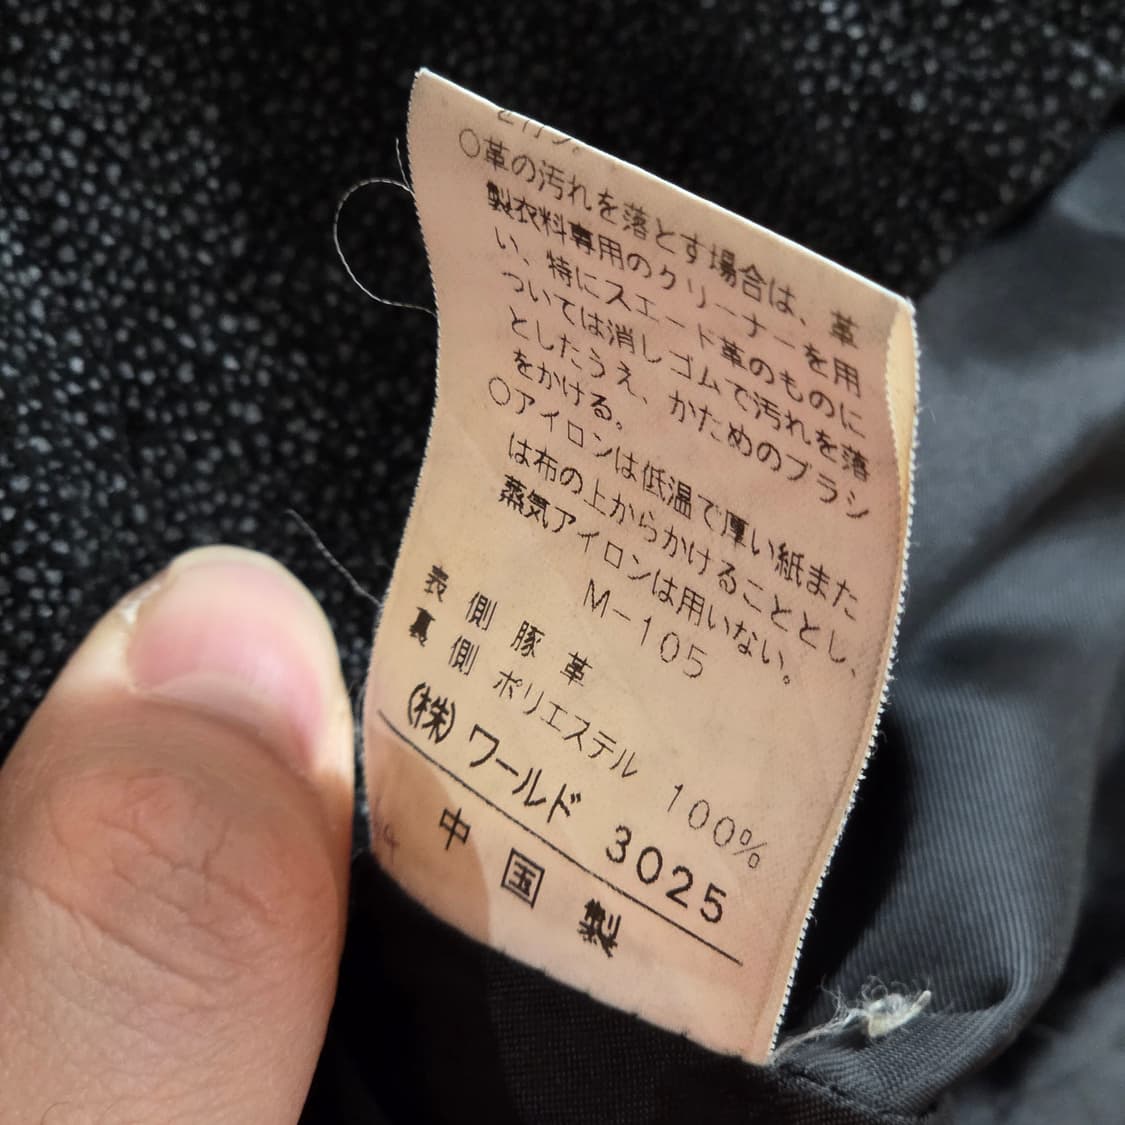 ○革の汚れを落とす場合は、革
製衣料専用のクリーナーを用
い、特にスエード革のものに
ついては消しゴムで汚れを落
としたうえ、かためのブラシ
をかける。
○アイロンは低温で厚い紙また
は布の上からかけることとし、
蒸気アイロンは用いない。
M-105
表側 豚革
裏側 ポリエステル 100%
(株)ワールド 3025
中国製